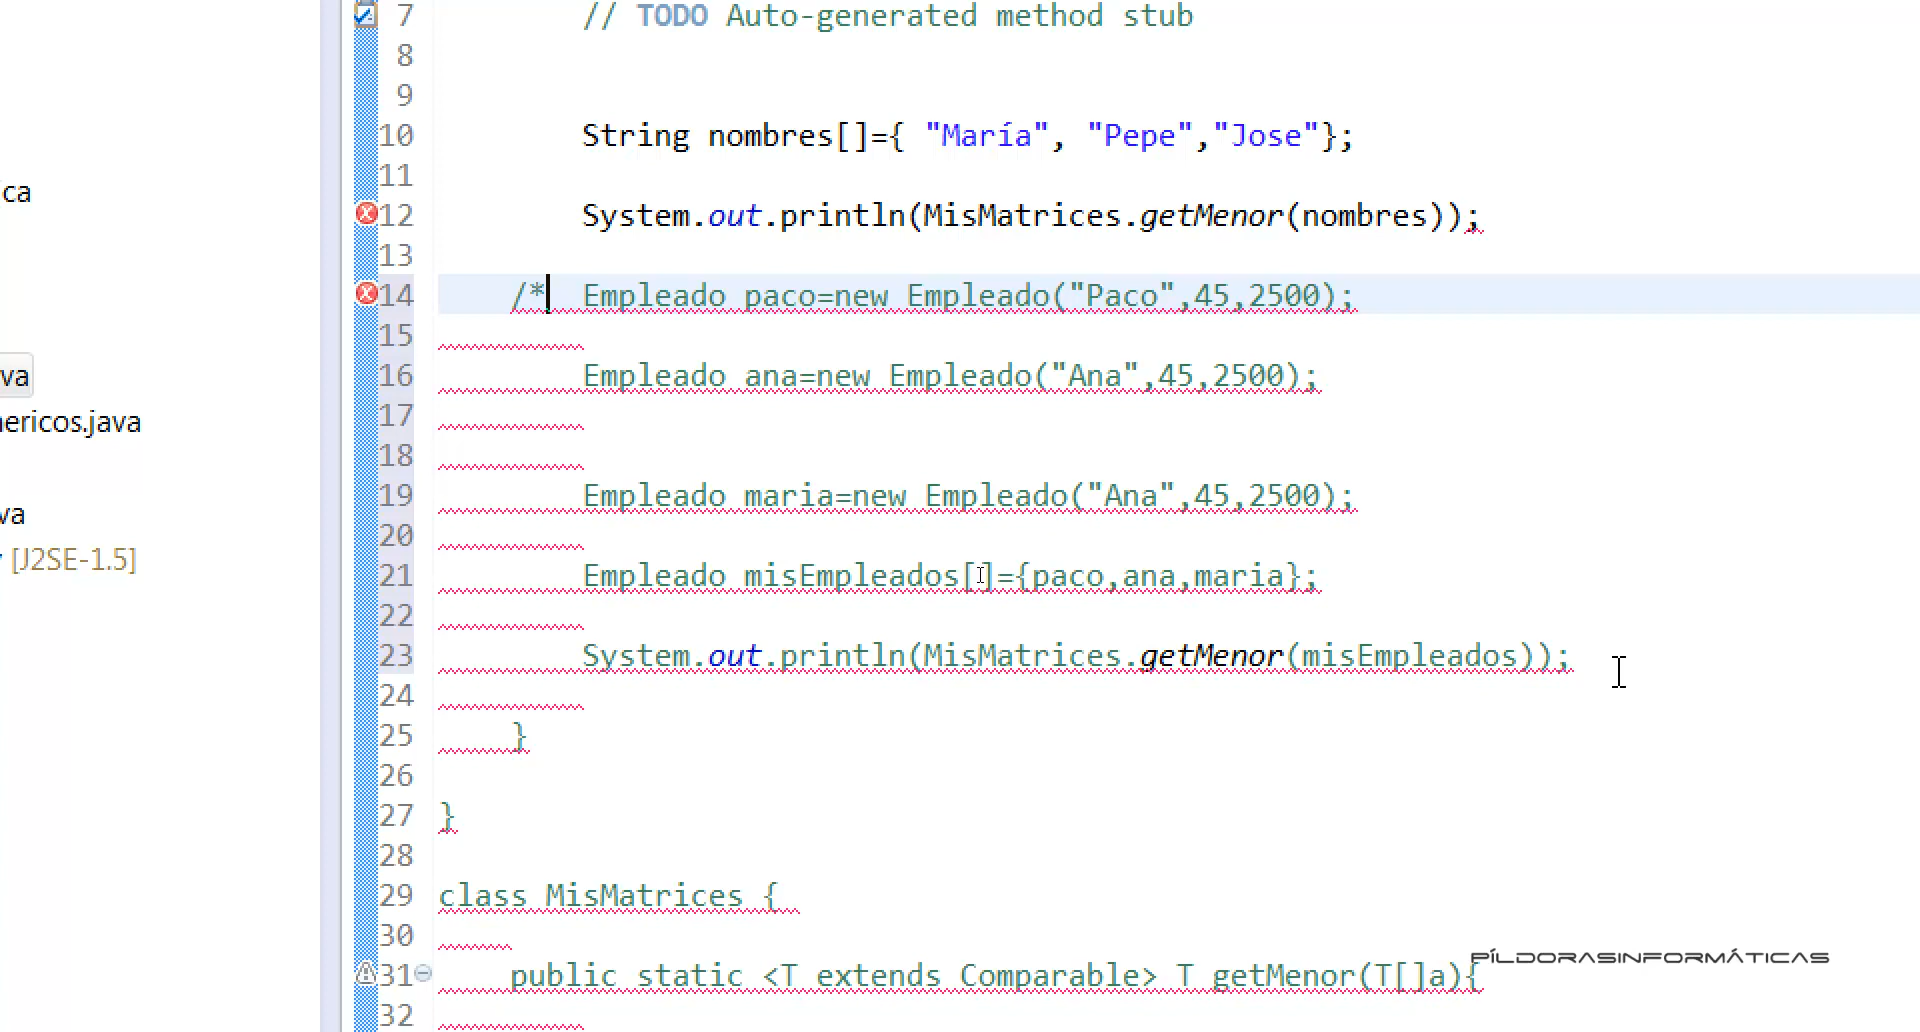 7 // TODO Auto-generated method stub
8
9
10 String nombres[]={ "María", "Pepe","Jose"};
11
ca
12 System.out.println(MisMatrices.getMenor(nombres));
13
14 /* Empleado paco=new Empleado("Paco",45,2500);
15
va
16 Empleado ana=new Empleado("Ana",45,2500);
ericos.java
17
18
19 Empleado maria=new Empleado("Ana",45,2500);
va
20
[J2SE-1.5]
21 Empleado misEmpleados[]={paco,ana,maria};
22
23 System.out.println(MisMatrices.getMenor(misEmpleados));
24
25 }
26
27 }
28
29 class MisMatrices {
30
PÍLDORASINFORMÁTICAS
31 public static <T extends Comparable> T getMenor(T[]a){
32